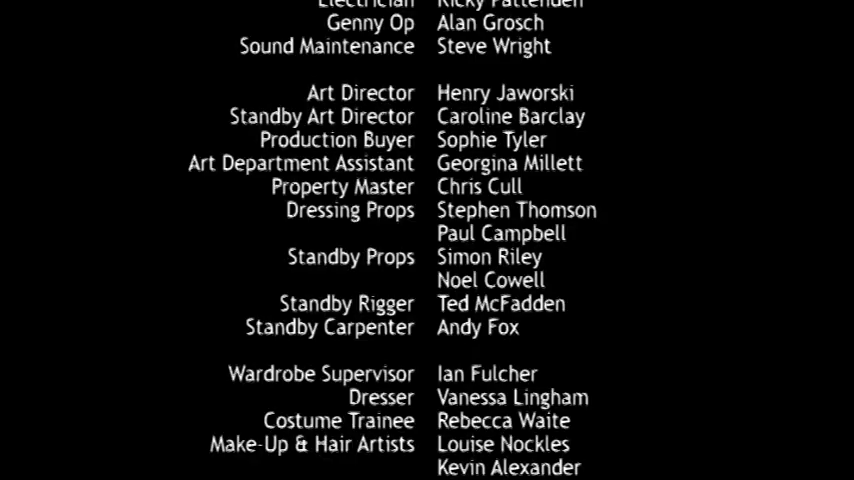 Electrician Ricky Pattenden
Genny Op Alan Grosch
Sound Maintenance Steve Wright
Art Director Henry Jaworski
Standby Art Director Caroline Barclay
Production Buyer Sophie Tyler
Art Department Assistant Georgina Millett
Property Master Chris Cull
Dressing Props Stephen Thomson
Paul Campbell
Standby Props Simon Riley
Noel Cowell
Standby Rigger Ted McFadden
Standby Carpenter Andy Fox
Wardrobe Supervisor Ian Fulcher
Dresser Vanessa Lingham
Costume Trainee Rebecca Waite
Make-Up & Hair Artists Louise Nockles
Kevin Alexander